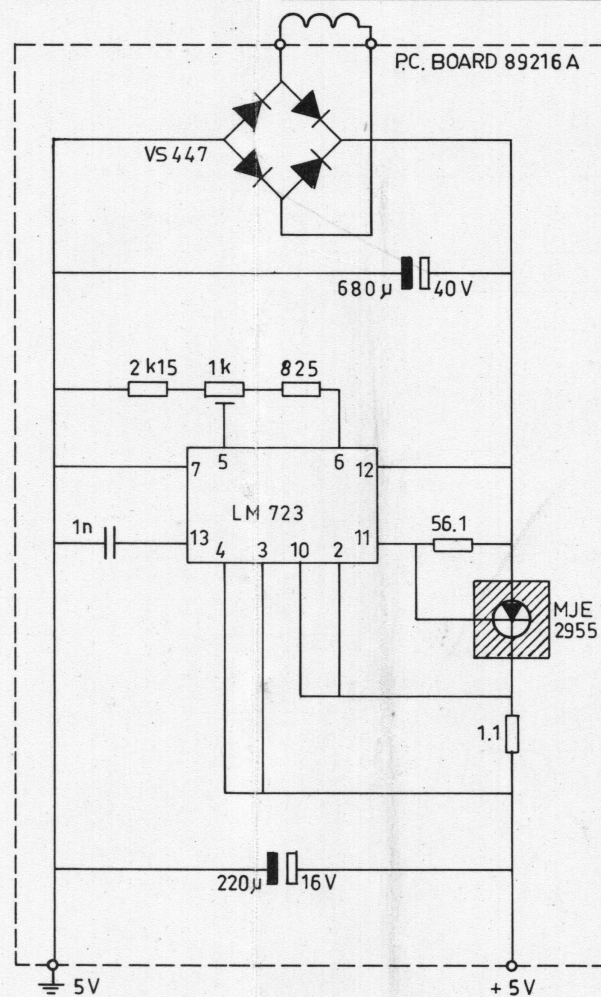 P.C. BOARD 89216 A
VS 447
680 µ 40 V
2 k15 1k 825
5 6
7 12
LM 723
1n 13 11 56.1
4 3 10 2
MJE
2955
1.1
220 µ 16 V
5 V + 5 V